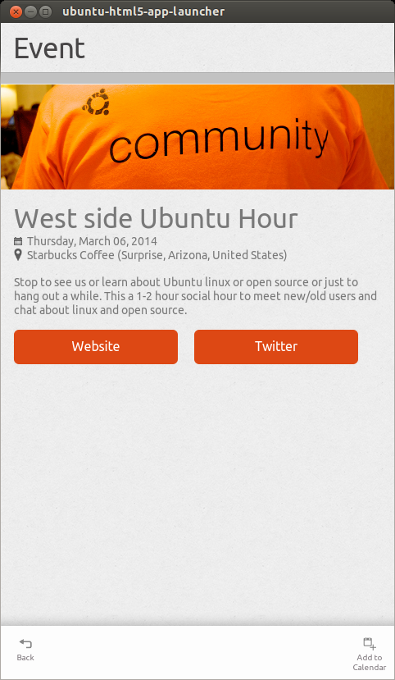 ubuntu-html5-app-launcher
Event
community
West side Ubuntu Hour
Thursday, March 06, 2014
Starbucks Coffee (Surprise, Arizona, United States)
Stop to see us or learn about Ubuntu linux or open source or just to
hang out a while. This a 1-2 hour social hour to meet new/old users and
chat about linux and open source.
Website
Twitter
Back
Add to
Calendar